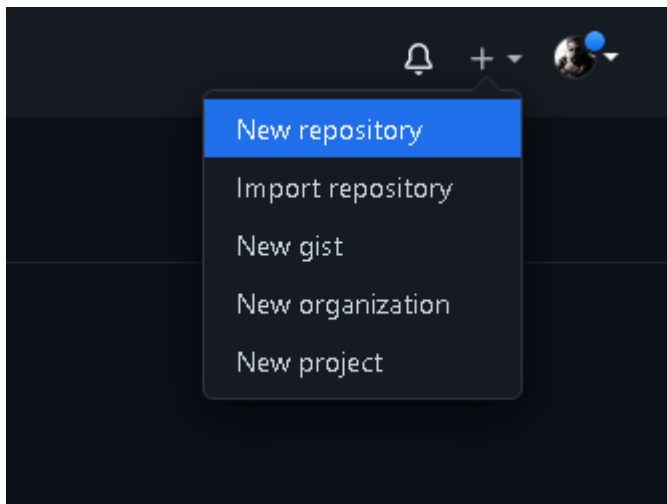 New repository
Import repository
New gist
New organization
New project